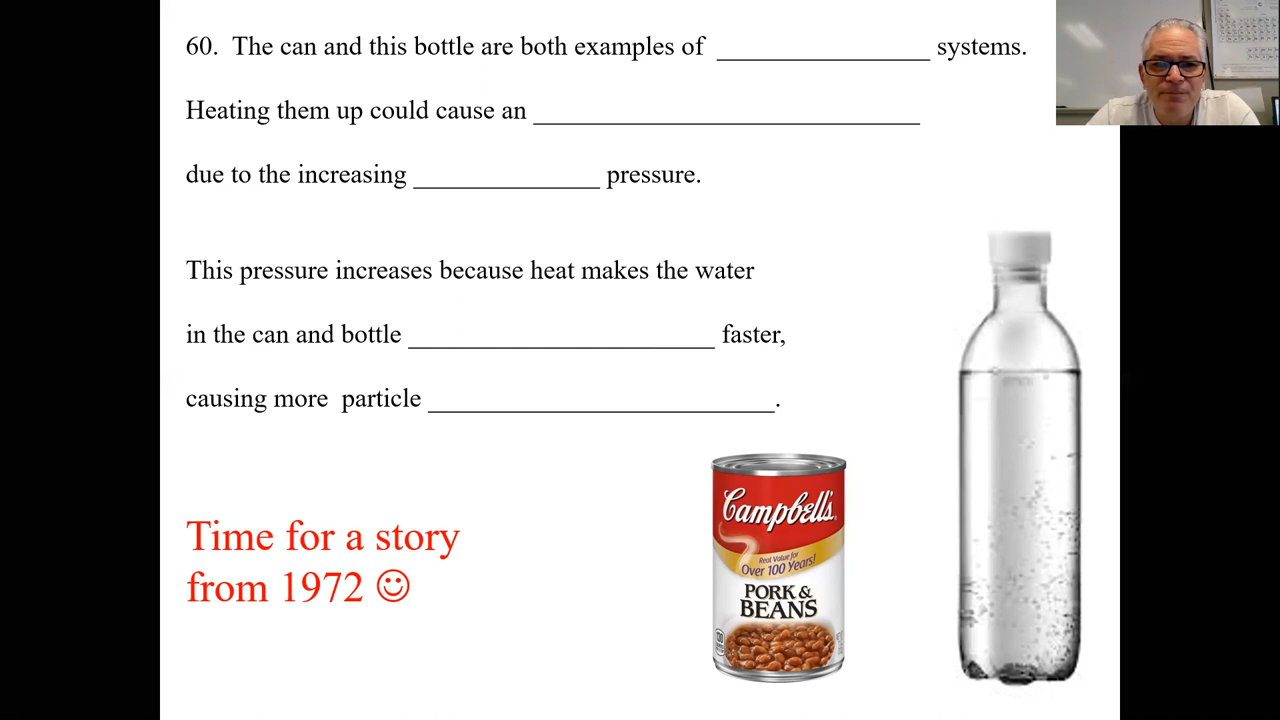 60. The can and this bottle are both examples of ________________ systems.
Heating them up could cause an _____________________________
due to the increasing ______________ pressure.
This pressure increases because heat makes the water
in the can and bottle _______________________ faster,
causing more particle __________________________.
Time for a story
from 1972 ☺
Campbell's
Real Value for
Over 100 Years!
PORK &
BEANS